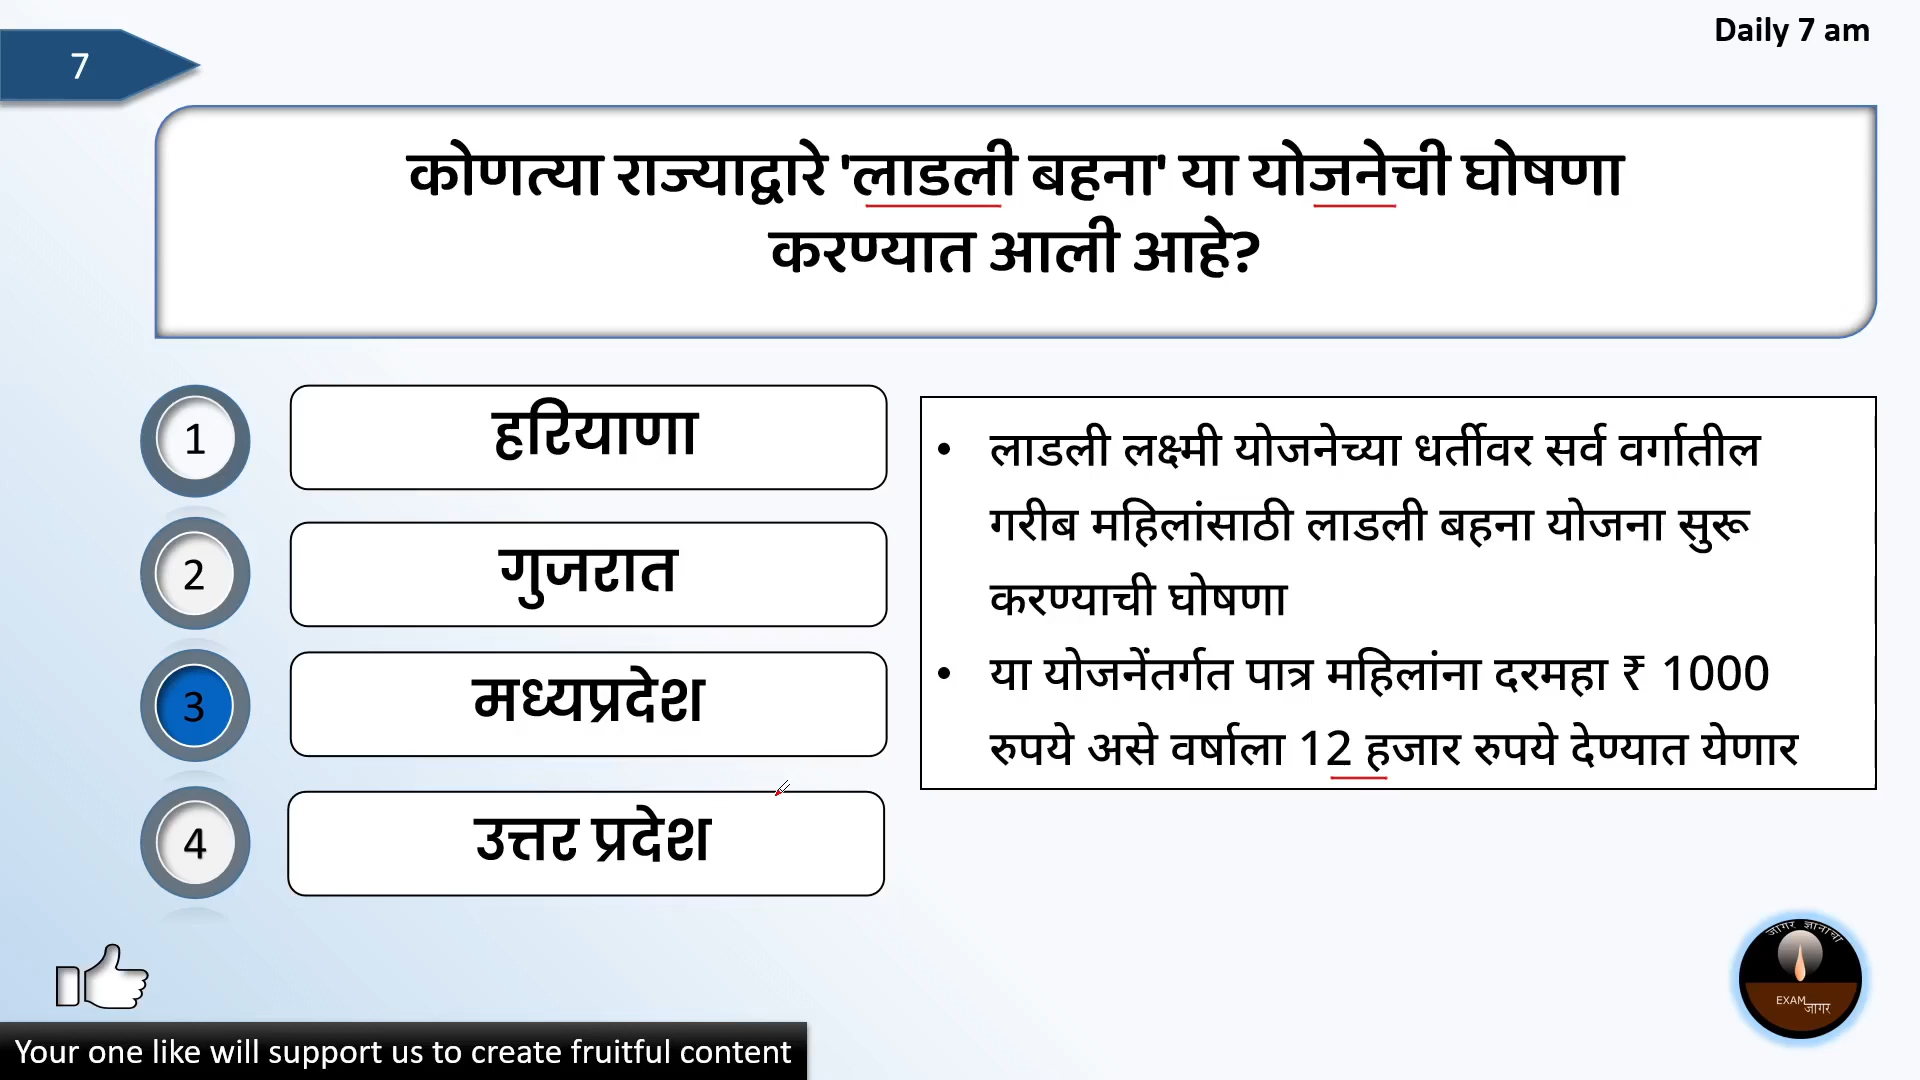 Daily 7 am
7
कोणत्या राज्याद्वारे 'लाडली बहना' या योजनेची घोषणा
करण्यात आली आहे?
1
हरियाणा
2
गुजरात
3
मध्यप्रदेश
4
उत्तर प्रदेश
• लाडली लक्ष्मी योजनेच्या धर्तीवर सर्व वर्गातील
गरीब महिलांसाठी लाडली बहना योजना सुरू
करण्याची घोषणा
• या योजनेंतर्गत पात्र महिलांना दरमहा ₹ 1000
रुपये असे वर्षाला 12 हजार रुपये देण्यात येणार
जागर ज्ञानाचा
EXAM
जागर
Your one like will support us to create fruitful content